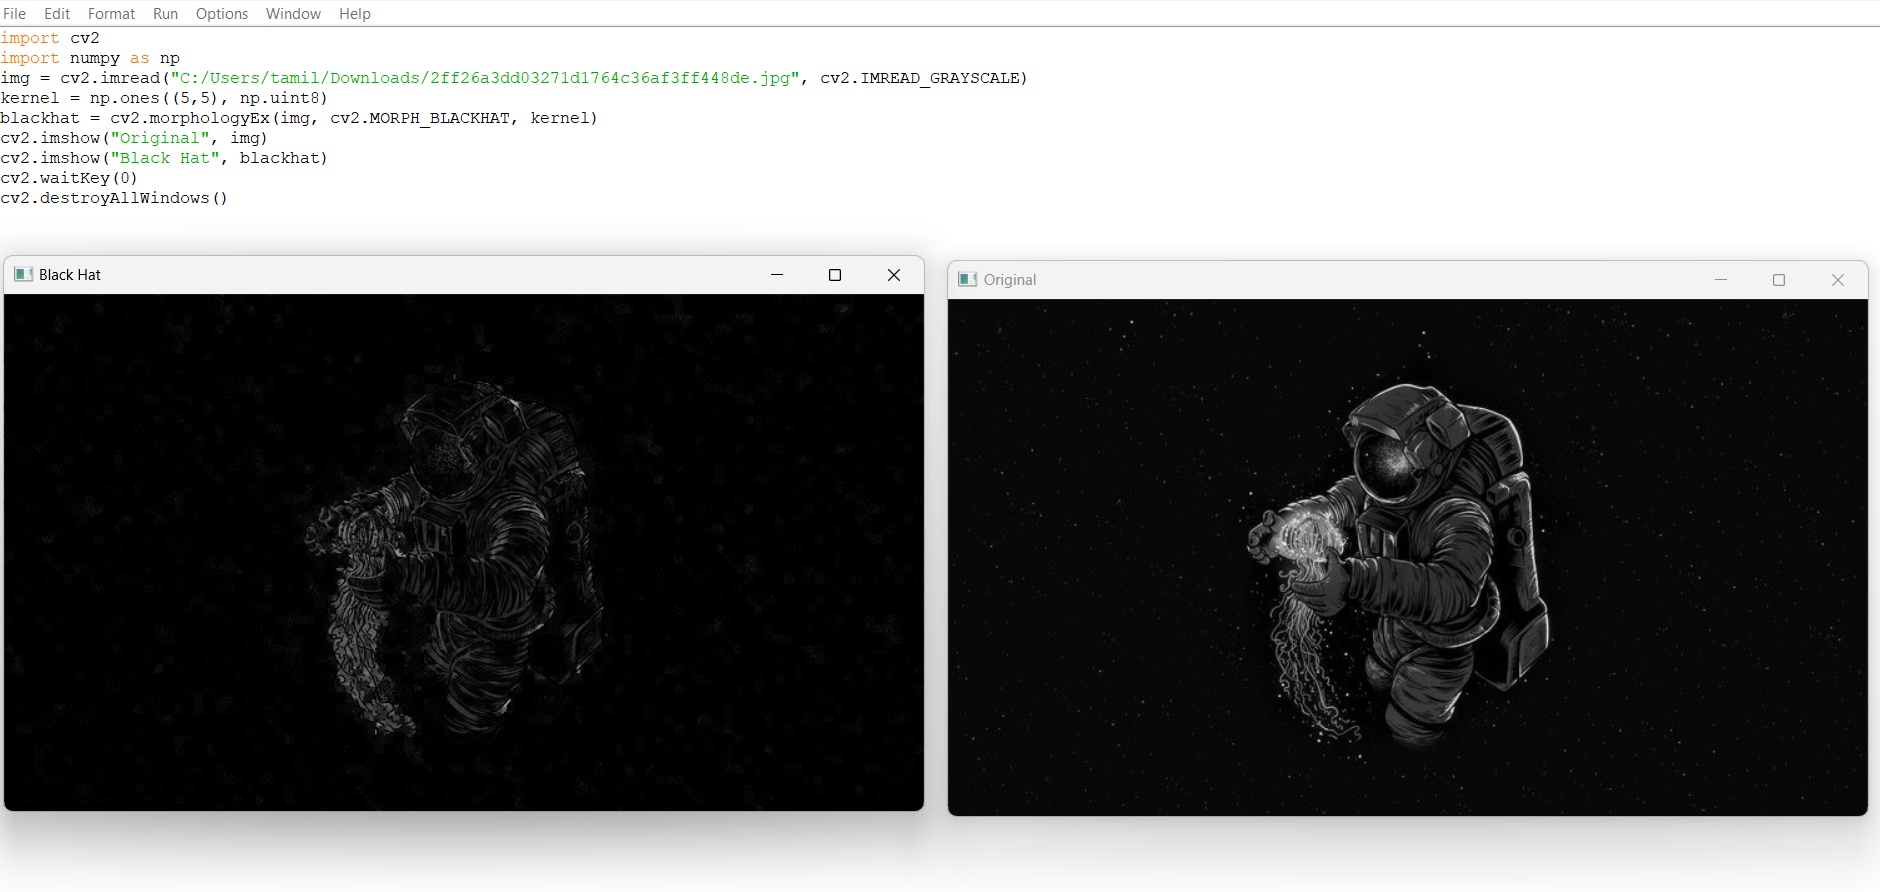 File Edit Format Run Options Window Help
import cv2
import numpy as np
img = cv2.imread("C:/Users/tamil/Downloads/2ff26a3dd03271d1764c36af3ff448de.jpg", cv2.IMREAD_GRAYSCALE)
kernel = np.ones((5,5), np.uint8)
blackhat = cv2.morphologyEx(img, cv2.MORPH_BLACKHAT, kernel)
cv2.imshow("Original", img)
cv2.imshow("Black Hat", blackhat)
cv2.waitKey(0)
cv2.destroyAllWindows()
Black Hat
Original